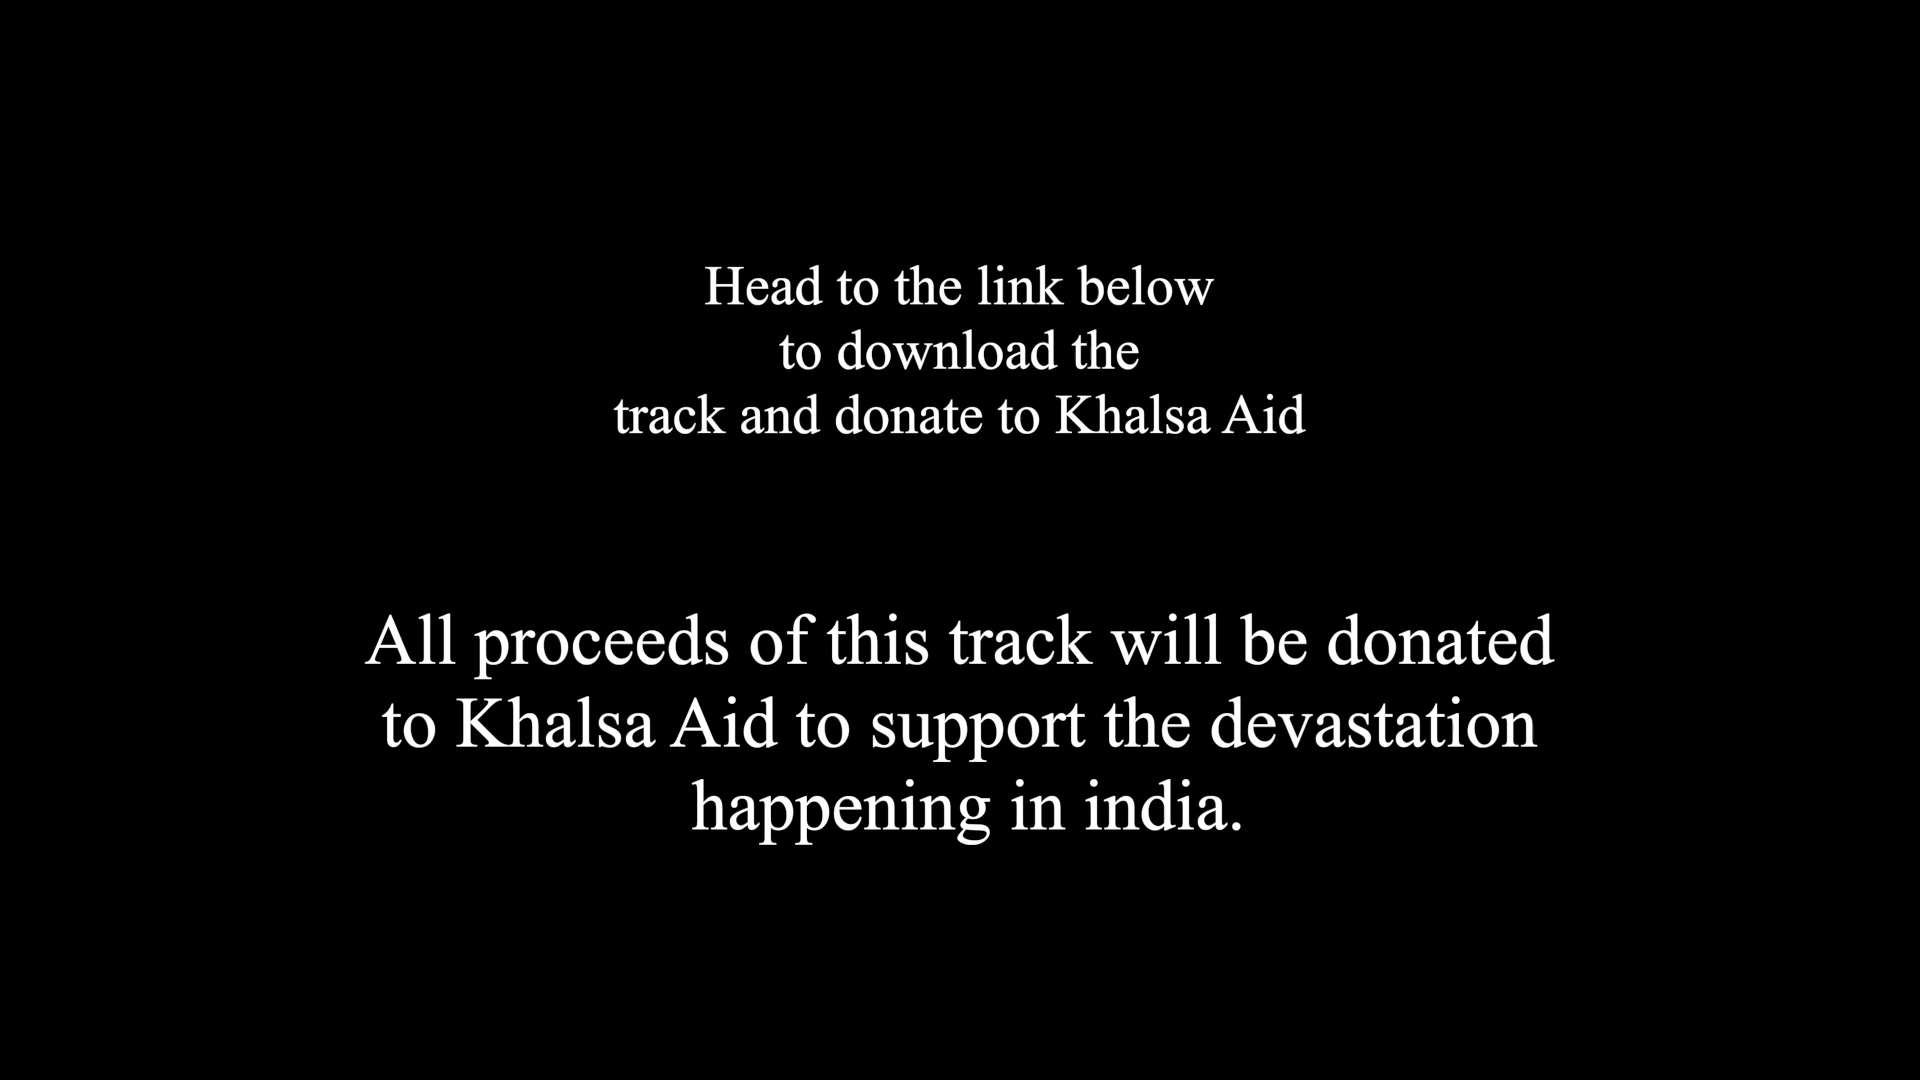 Head to the link below
to download the
track and donate to Khalsa Aid
All proceeds of this track will be donated
to Khalsa Aid to support the devastation
happening in india.